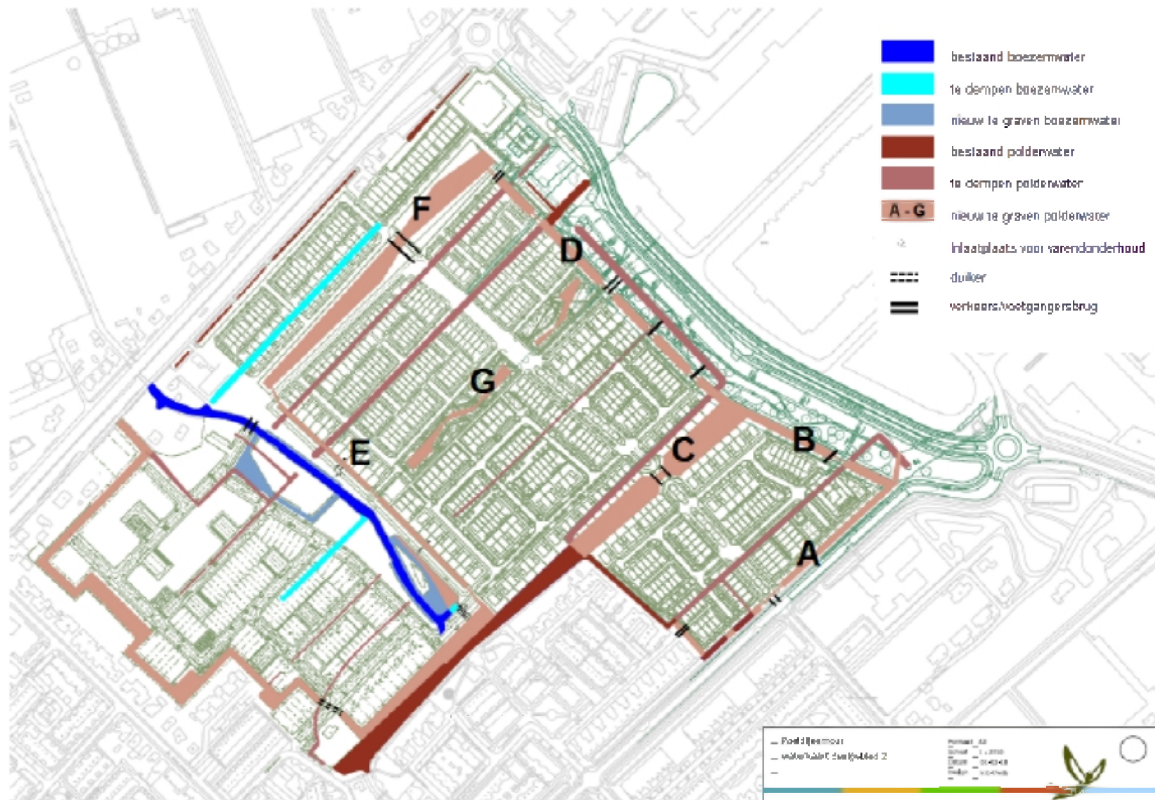 bestaand boezemwater
te dempen boezemwater
nieuw te graven boezemwater
bestaand polderwater
te dempen polderwater
A - G nieuw te graven polderwater
inlaatplaats voor varendonderhoud
duiker
verkeers/voetgangersbrug
F
D
G
E
C
B
A